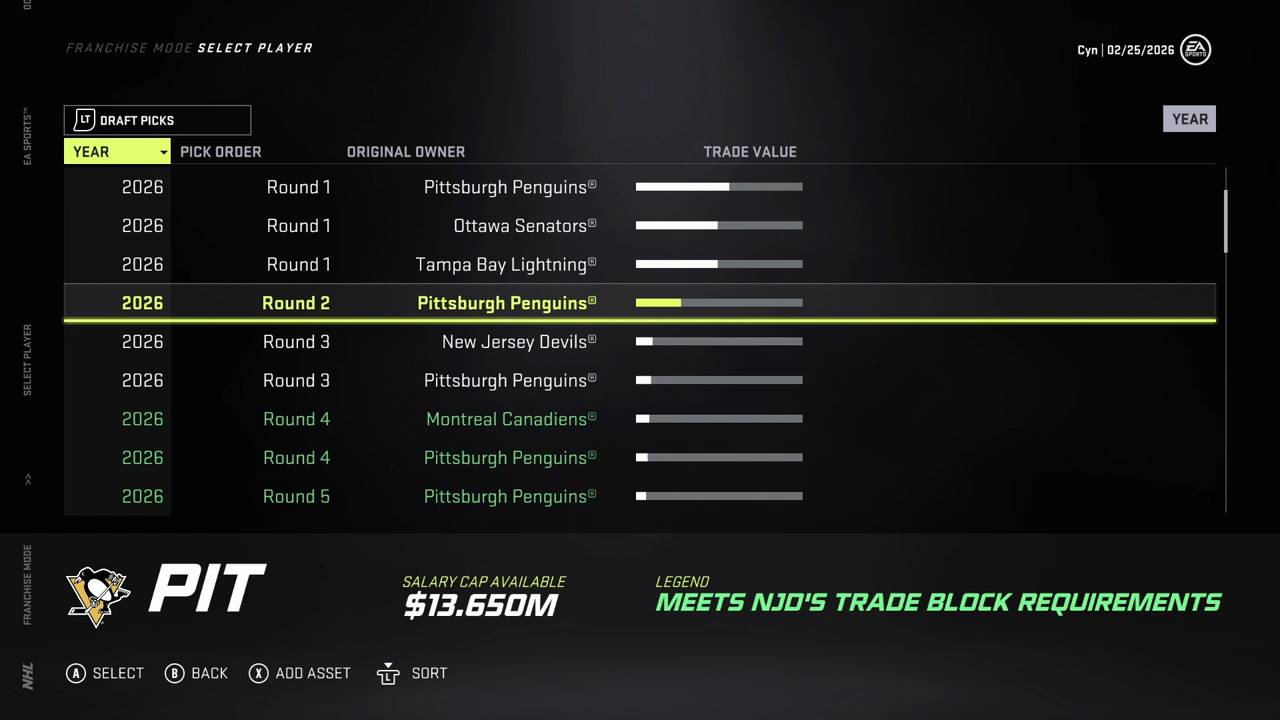 FRANCHISE MODE SELECT PLAYER
Cyn | 02/25/2026
EA SPORTS
LT DRAFT PICKS
YEAR
YEAR PICK ORDER ORIGINAL OWNER TRADE VALUE
2026 Round 1 Pittsburgh Penguins®
2026 Round 1 Ottawa Senators®
2026 Round 1 Tampa Bay Lightning®
2026 Round 2 Pittsburgh Penguins®
2026 Round 3 New Jersey Devils®
2026 Round 3 Pittsburgh Penguins®
2026 Round 4 Montreal Canadiens®
2026 Round 4 Pittsburgh Penguins®
2026 Round 5 Pittsburgh Penguins®
PIT
SALARY CAP AVAILABLE
$13.650M
LEGEND
MEETS NJD'S TRADE BLOCK REQUIREMENTS
A SELECT B BACK X ADD ASSET L SORT
NHL FRANCHISE MODE >> SELECT PLAYER EA SPORTS™